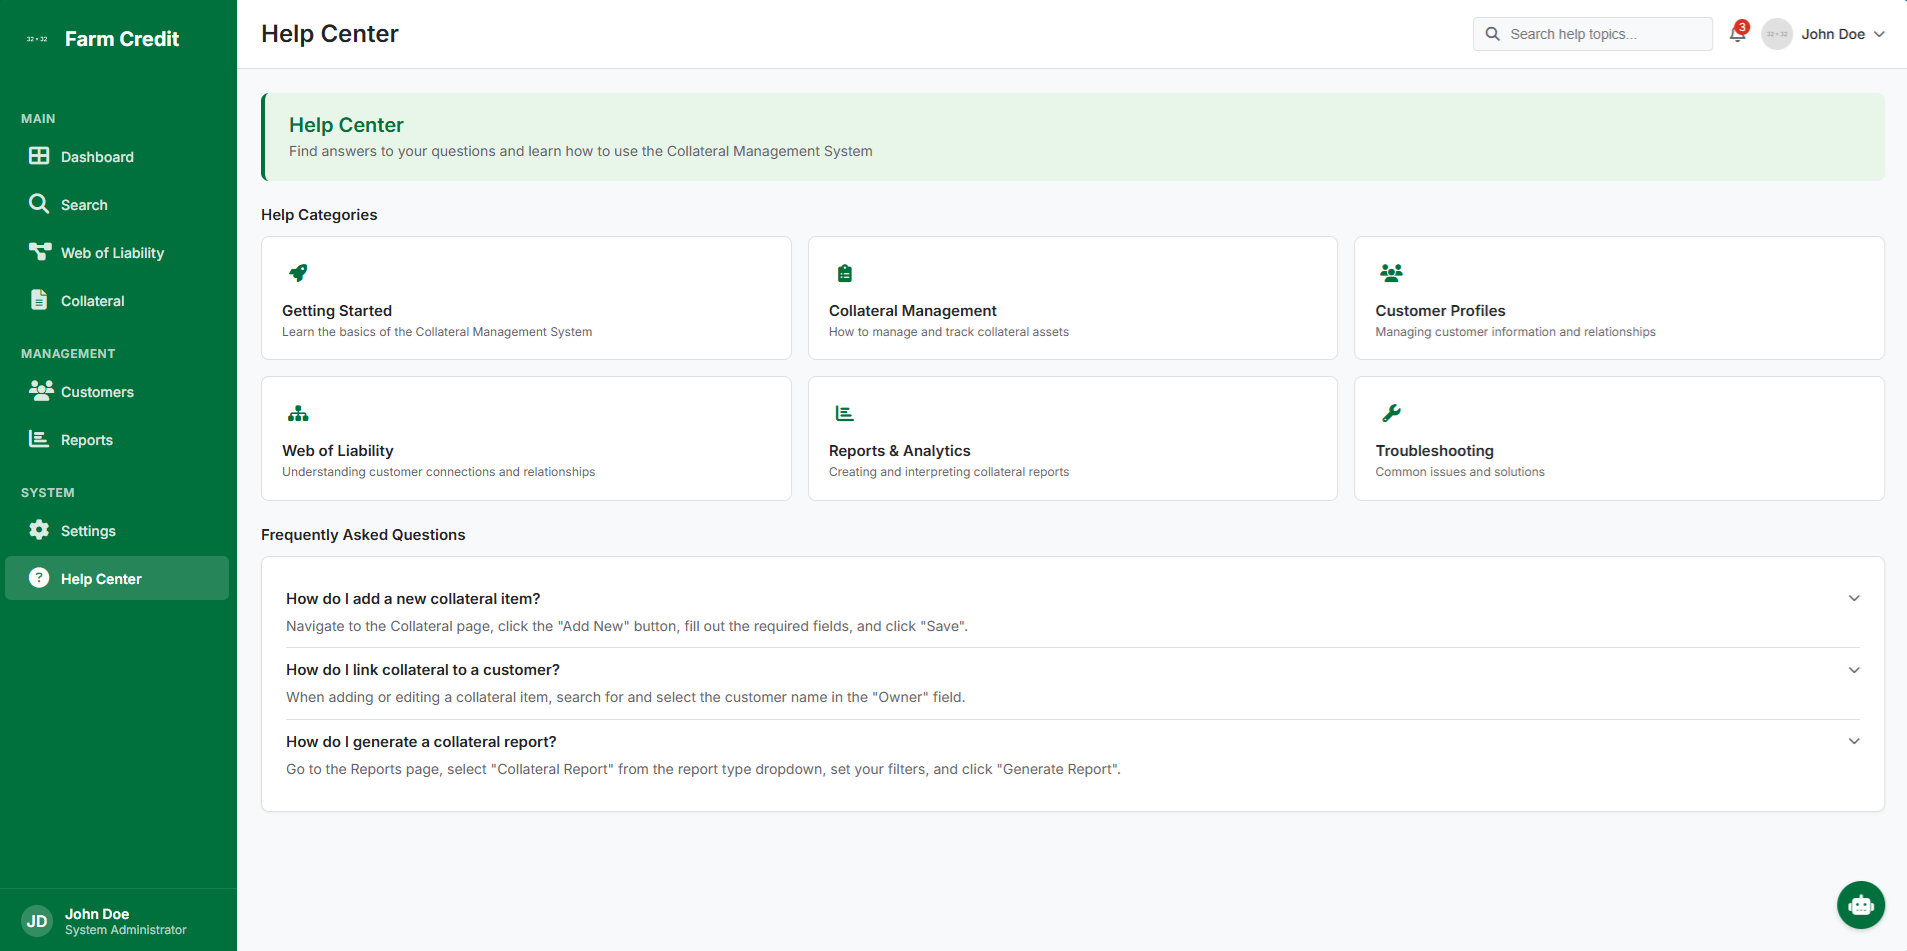 32 × 32
Farm Credit
MAIN
Dashboard
Search
Web of Liability
Collateral
MANAGEMENT
Customers
Reports
SYSTEM
Settings
Help Center
JD
John Doe
System Administrator
Help Center
Search help topics...
3
32 × 32
John Doe
Help Center
Find answers to your questions and learn how to use the Collateral Management System
Help Categories
Getting Started
Learn the basics of the Collateral Management System
Collateral Management
How to manage and track collateral assets
Customer Profiles
Managing customer information and relationships
Web of Liability
Understanding customer connections and relationships
Reports & Analytics
Creating and interpreting collateral reports
Troubleshooting
Common issues and solutions
Frequently Asked Questions
How do I add a new collateral item?
Navigate to the Collateral page, click the "Add New" button, fill out the required fields, and click "Save".
How do I link collateral to a customer?
When adding or editing a collateral item, search for and select the customer name in the "Owner" field.
How do I generate a collateral report?
Go to the Reports page, select "Collateral Report" from the report type dropdown, set your filters, and click "Generate Report".